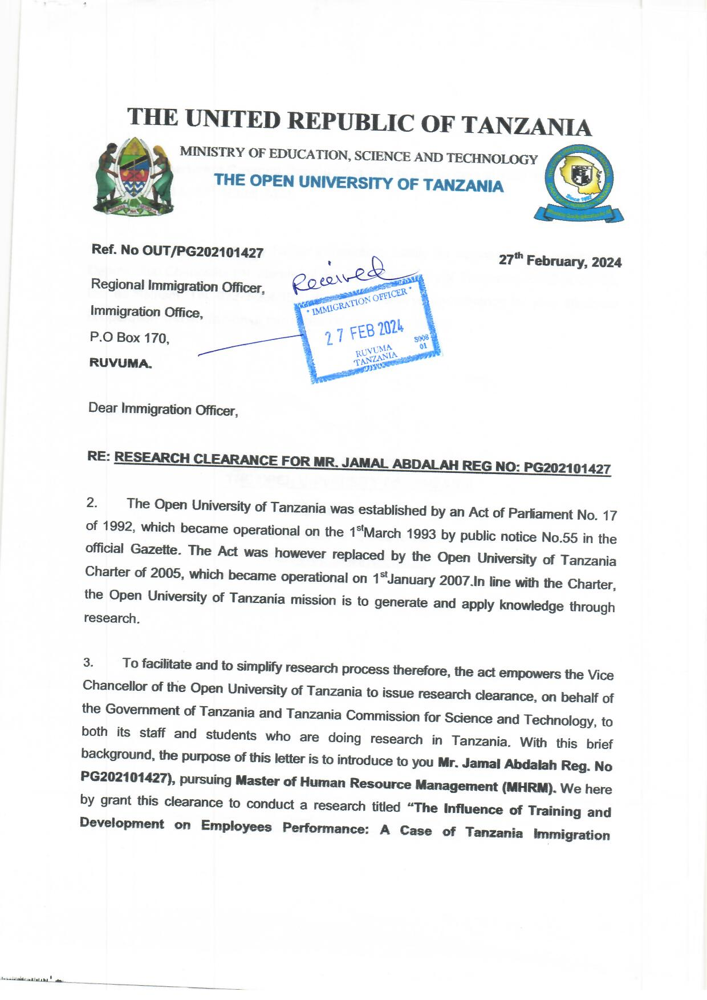 THE UNITED REPUBLIC OF TANZANIA
MINISTRY OF EDUCATION, SCIENCE AND TECHNOLOGY
THE OPEN UNIVERSITY OF TANZANIA
Since 1992
Ref. No OUT/PG202101427
27th February, 2024
Regional Immigration Officer,
Immigration Office,
P.O Box 170,
RUVUMA.
Received
* IMMIGRATION OFFICER *
27 FEB 2024
S008
01
RUVUMA
TANZANIA
Dear Immigration Officer,
RE: RESEARCH CLEARANCE FOR MR. JAMAL ABDALAH REG NO: PG202101427
2. The Open University of Tanzania was established by an Act of Parliament No. 17
of 1992, which became operational on the 1stMarch 1993 by public notice No.55 in the
official Gazette. The Act was however replaced by the Open University of Tanzania
Charter of 2005, which became operational on 1stJanuary 2007.In line with the Charter,
the Open University of Tanzania mission is to generate and apply knowledge through
research.
3. To facilitate and to simplify research process therefore, the act empowers the Vice
Chancellor of the Open University of Tanzania to issue research clearance, on behalf of
the Government of Tanzania and Tanzania Commission for Science and Technology, to
both its staff and students who are doing research in Tanzania. With this brief
background, the purpose of this letter is to introduce to you Mr. Jamal Abdalah Reg. No
PG202101427), pursuing Master of Human Resource Management (MHRM). We here
by grant this clearance to conduct a research titled “The Influence of Training and
Development on Employees Performance: A Case of Tanzania Immigration